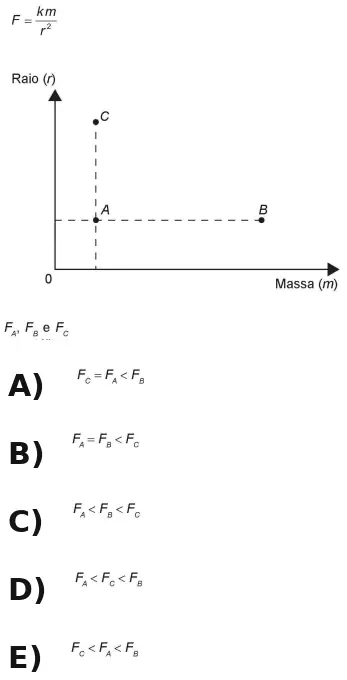 F = km / r²
Raio (r)
C
A B
0
Massa (m)
F_A, F_B e F_C
A) F_C = F_A < F_B
B) F_A = F_B < F_C
C) F_A < F_B < F_C
D) F_A < F_C < F_B
E) F_C < F_A < F_B